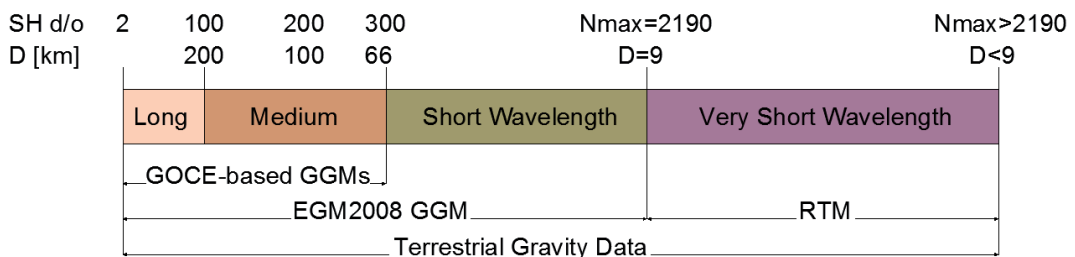 SH d/o 2 100 200 300 Nmax=2190 Nmax>2190
D [km] 200 100 66 D=9 D<9
Long Medium Short Wavelength Very Short Wavelength
GOCE-based GGMs
EGM2008 GGM RTM
Terrestrial Gravity Data